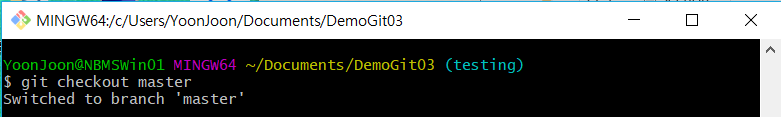 MINGW64:/c/Users/YoonJoon/Documents/DemoGit03
YoonJoon@NBMSWin01 MINGW64 ~/Documents/DemoGit03 (testing)
$ git checkout master
Switched to branch 'master'